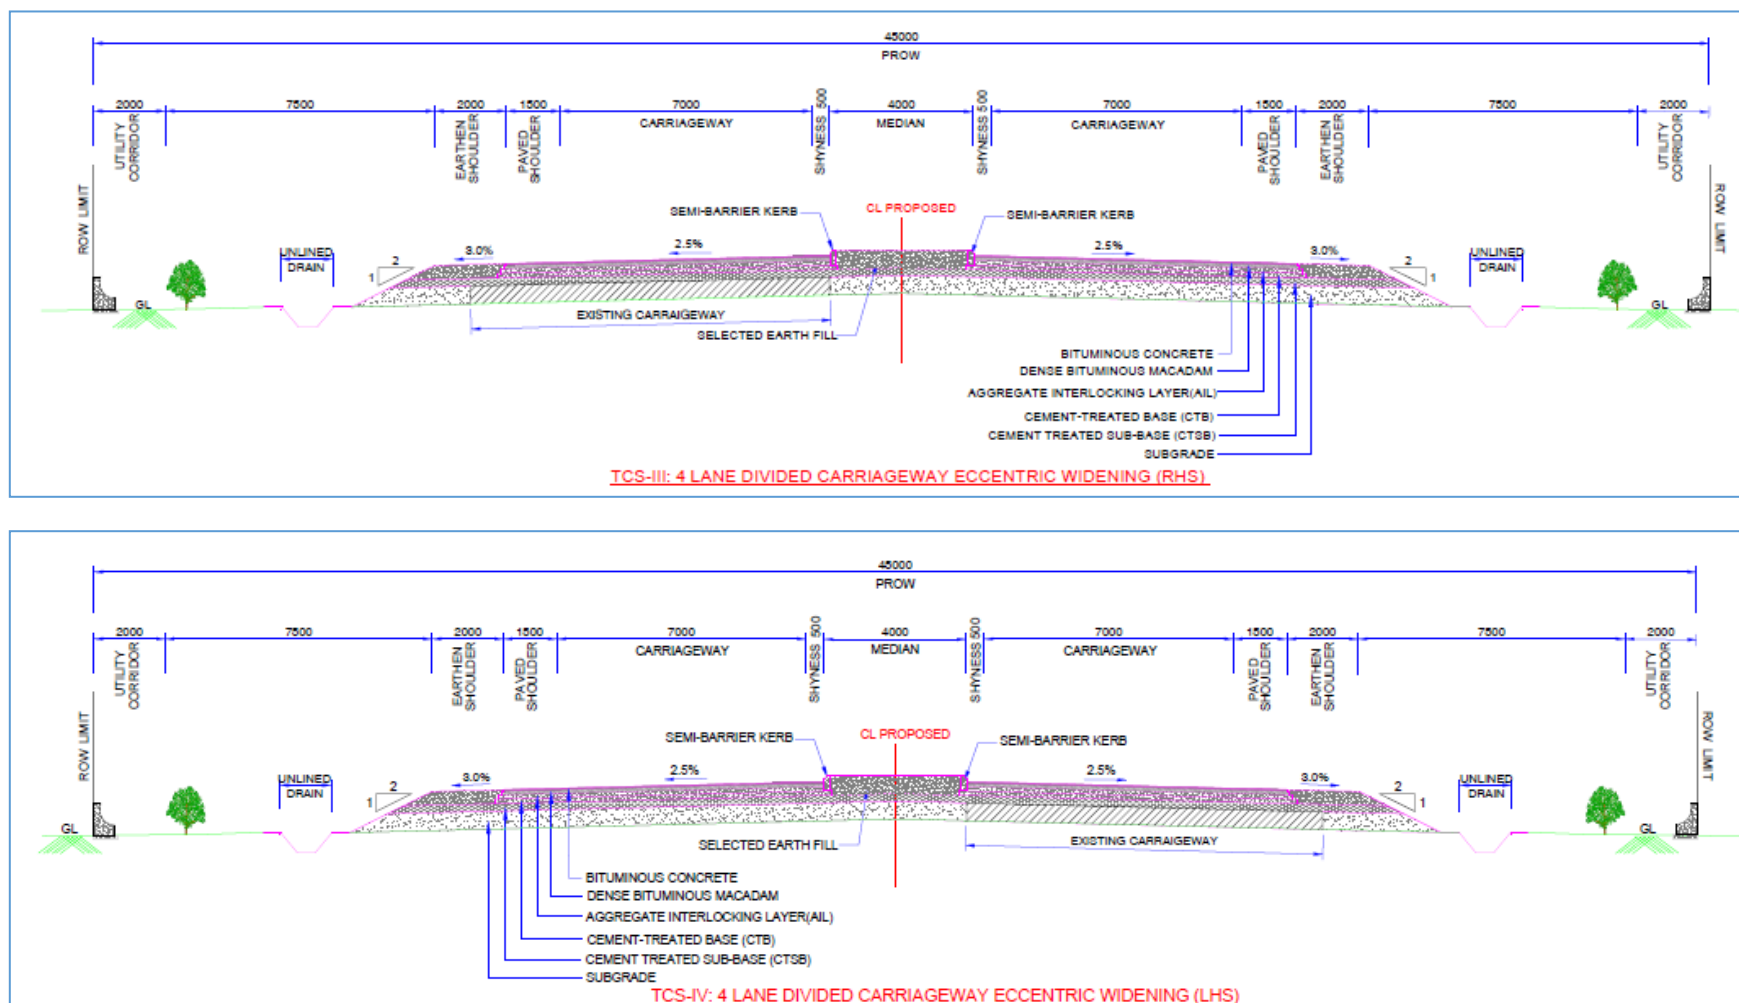 45000
PROW
2000 7500 2000 1500 7000 500 4000 500 7000 1500 2000 7500 2000
UTILITY CORRIDOR
EARTHEN SHOULDER
PAVED SHOULDER
CARRIAGEWAY
SHYNESS
MEDIAN
SHYNESS
CARRIAGEWAY
PAVED SHOULDER
EARTHEN SHOULDER
UTILITY CORRIDOR
ROW LIMIT
ROW LIMIT
SEMI-BARRIER KERB
CL PROPOSED
SEMI-BARRIER KERB
UNLINED DRAIN
2
1
3.0%
2.5%
2.5%
3.0%
2
1
UNLINED DRAIN
GL
GL
EXISTING CARRAIGEWAY
SELECTED EARTH FILL
BITUMINOUS CONCRETE
DENSE BITUMINOUS MACADAM
AGGREGATE INTERLOCKING LAYER(AIL)
CEMENT-TREATED BASE (CTB)
CEMENT TREATED SUB-BASE (CTSB)
SUBGRADE
TCS-III: 4 LANE DIVIDED CARRIAGEWAY ECCENTRIC WIDENING (RHS)
45000
PROW
2000 7500 2000 1500 7000 500 4000 500 7000 1500 2000 7500 2000
UTILITY CORRIDOR
EARTHEN SHOULDER
PAVED SHOULDER
CARRIAGEWAY
SHYNESS
MEDIAN
SHYNESS
CARRIAGEWAY
PAVED SHOULDER
EARTHEN SHOULDER
UTILITY CORRIDOR
ROW LIMIT
ROW LIMIT
SEMI-BARRIER KERB
CL PROPOSED
SEMI-BARRIER KERB
UNLINED DRAIN
2
1
3.0%
2.5%
2.5%
3.0%
2
1
UNLINED DRAIN
GL
GL
SELECTED EARTH FILL
EXISTING CARRAIGEWAY
BITUMINOUS CONCRETE
DENSE BITUMINOUS MACADAM
AGGREGATE INTERLOCKING LAYER(AIL)
CEMENT-TREATED BASE (CTB)
CEMENT TREATED SUB-BASE (CTSB)
SUBGRADE
TCS-IV: 4 LANE DIVIDED CARRIAGEWAY ECCENTRIC WIDENING (LHS)